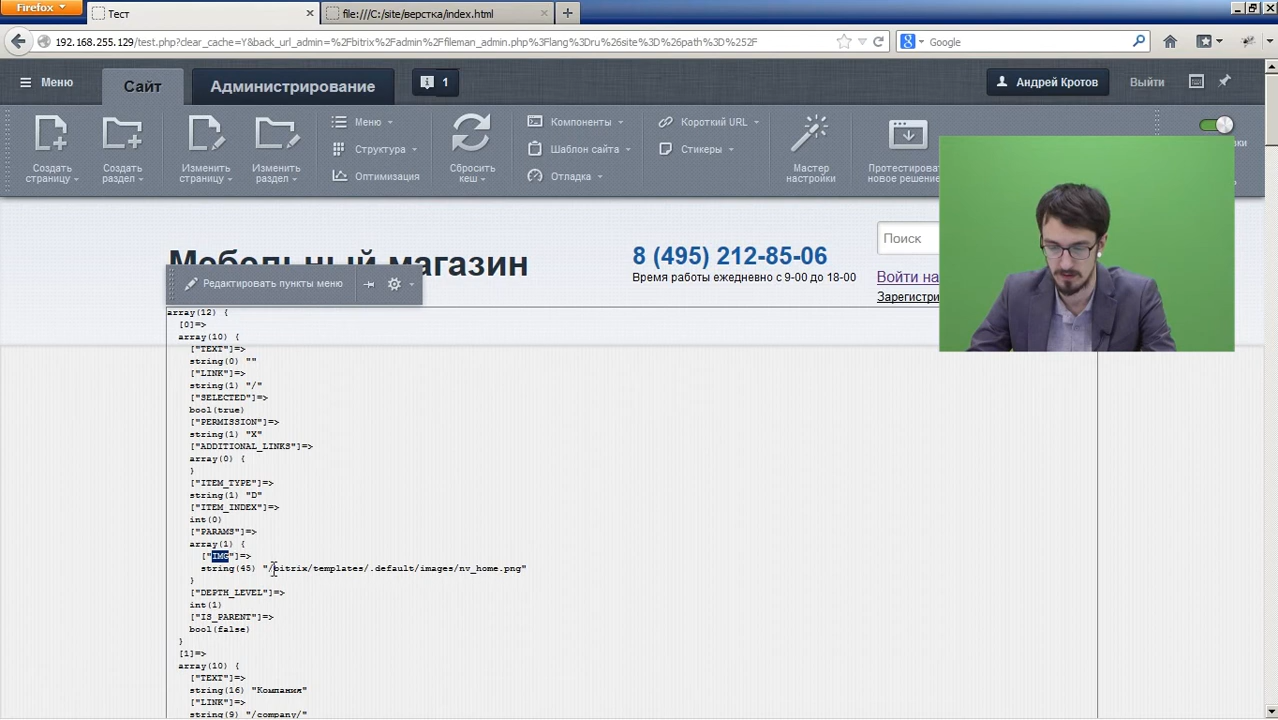 Firefox
Тест
file:///C:/site/верстка/index.html
192.168.255.129/test.php?clear_cache=Y&back_url_admin=%2Fbitrix%2Fadmin%2Ffileman_admin.php%3Flang%3Dru%26site%3D%26path%3D%252F
Google
Меню
Сайт
Администрирование
1
Андрей Кротов
Выйти
Создать страницу
Создать раздел
Изменить страницу
Изменить раздел
Меню
Структура
Оптимизация
Сбросить кеш
Компоненты
Шаблон сайта
Отладка
Короткий URL
Стикеры
Мастер настройки
Протестировать новое решение
Мобольный магазин
8 (495) 212-85-06
Время работы ежедневно с 9-00 до 18-00
Поиск
Войти на
Зарегистри
Редактировать пункты меню
array(12) {
[0]=>
array(10) {
["TEXT"]=>
string(0) ""
["LINK"]=>
string(1) "/"
["SELECTED"]=>
bool(true)
["PERMISSION"]=>
string(1) "X"
["ADDITIONAL_LINKS"]=>
array(0) {
}
["ITEM_TYPE"]=>
string(1) "D"
["ITEM_INDEX"]=>
int(0)
["PARAMS"]=>
array(1) {
["IMG"]=>
string(45) "/bitrix/templates/.default/images/nv_home.png"
}
["DEPTH_LEVEL"]=>
int(1)
["IS_PARENT"]=>
bool(false)
}
[1]=>
array(10) {
["TEXT"]=>
string(16) "Компания"
["LINK"]=>
string(9) "/company/"